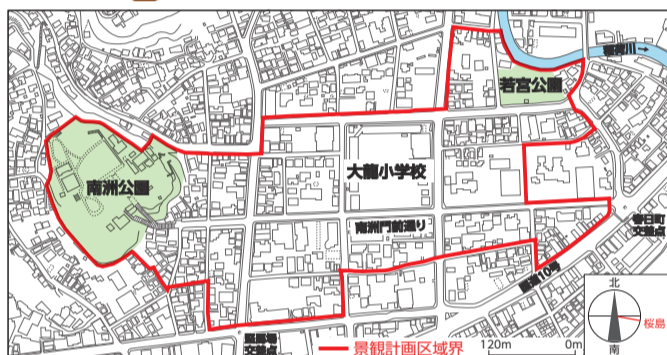 稲荷川→
若宮公園
大龍小学校
南洲公園
南洲門前通り
春日町
交差点
国道10号
北
桜島
南
交差点
景観計画区域界
120m
0m